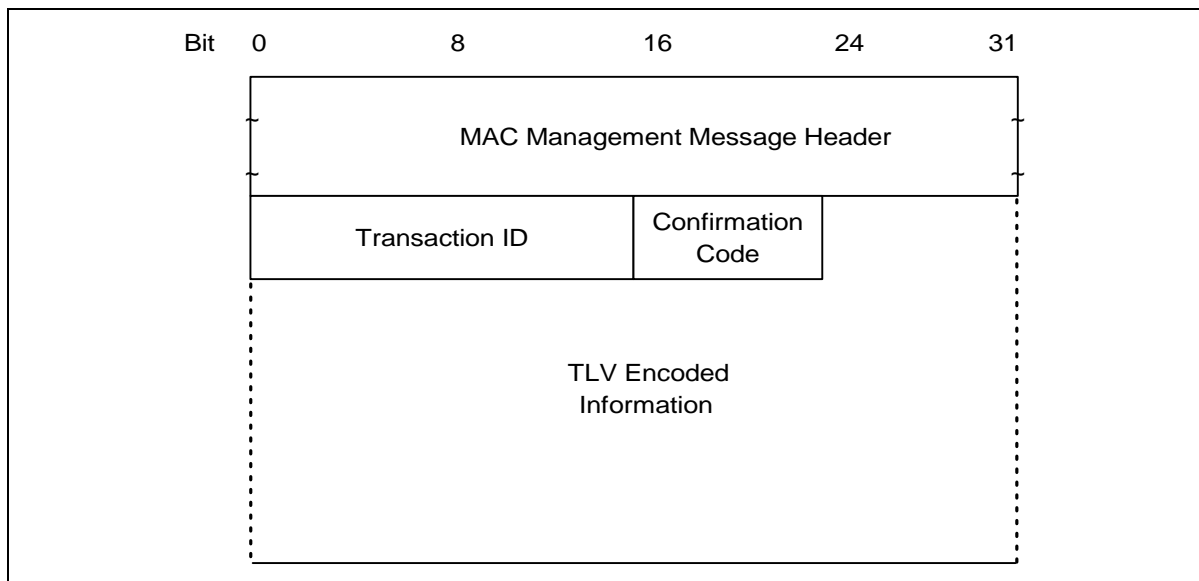 Bit 0 8 16 24 31
MAC Management Message Header
Transaction ID
Confirmation
Code
TLV Encoded
Information